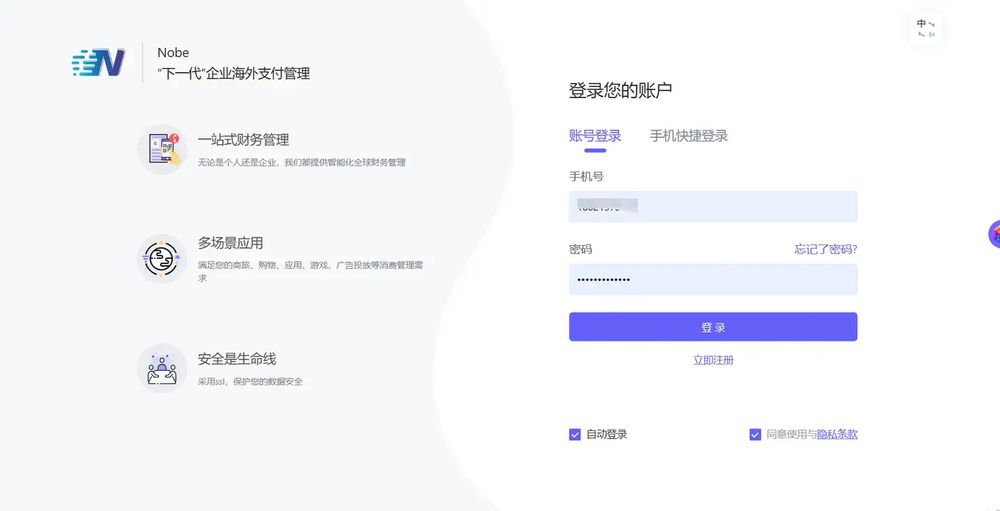 中
En
N
Nobe
“下一代”企业海外支付管理
一站式财务管理
无论是个人还是企业，我们都提供智能化全球财务管理
多场景应用
满足您的商旅、购物、应用、游戏、广告投放等消费管理需
求
安全是生命线
采用ssl，保护您的数据安全
登录您的账户
账号登录
手机快捷登录
手机号
密码
忘记了密码?
登 录
立即注册
自动登录
同意使用与隐私条款